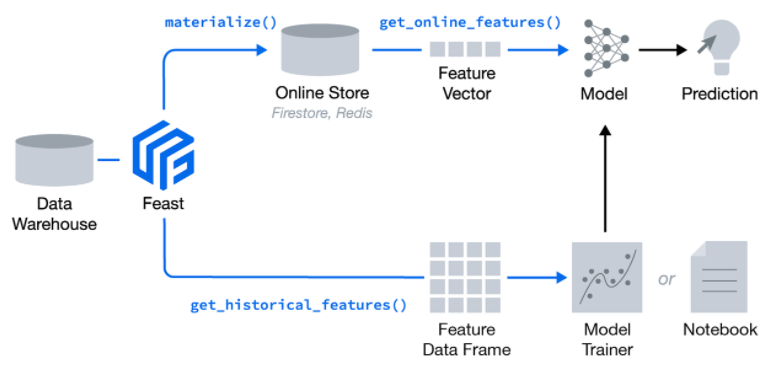 materialize()
get_online_features()
Online Store
Firestore, Redis
Feature
Vector
Model
Prediction
Data
Warehouse
Feast
get_historical_features()
Feature
Data Frame
Model
Trainer
or
Notebook